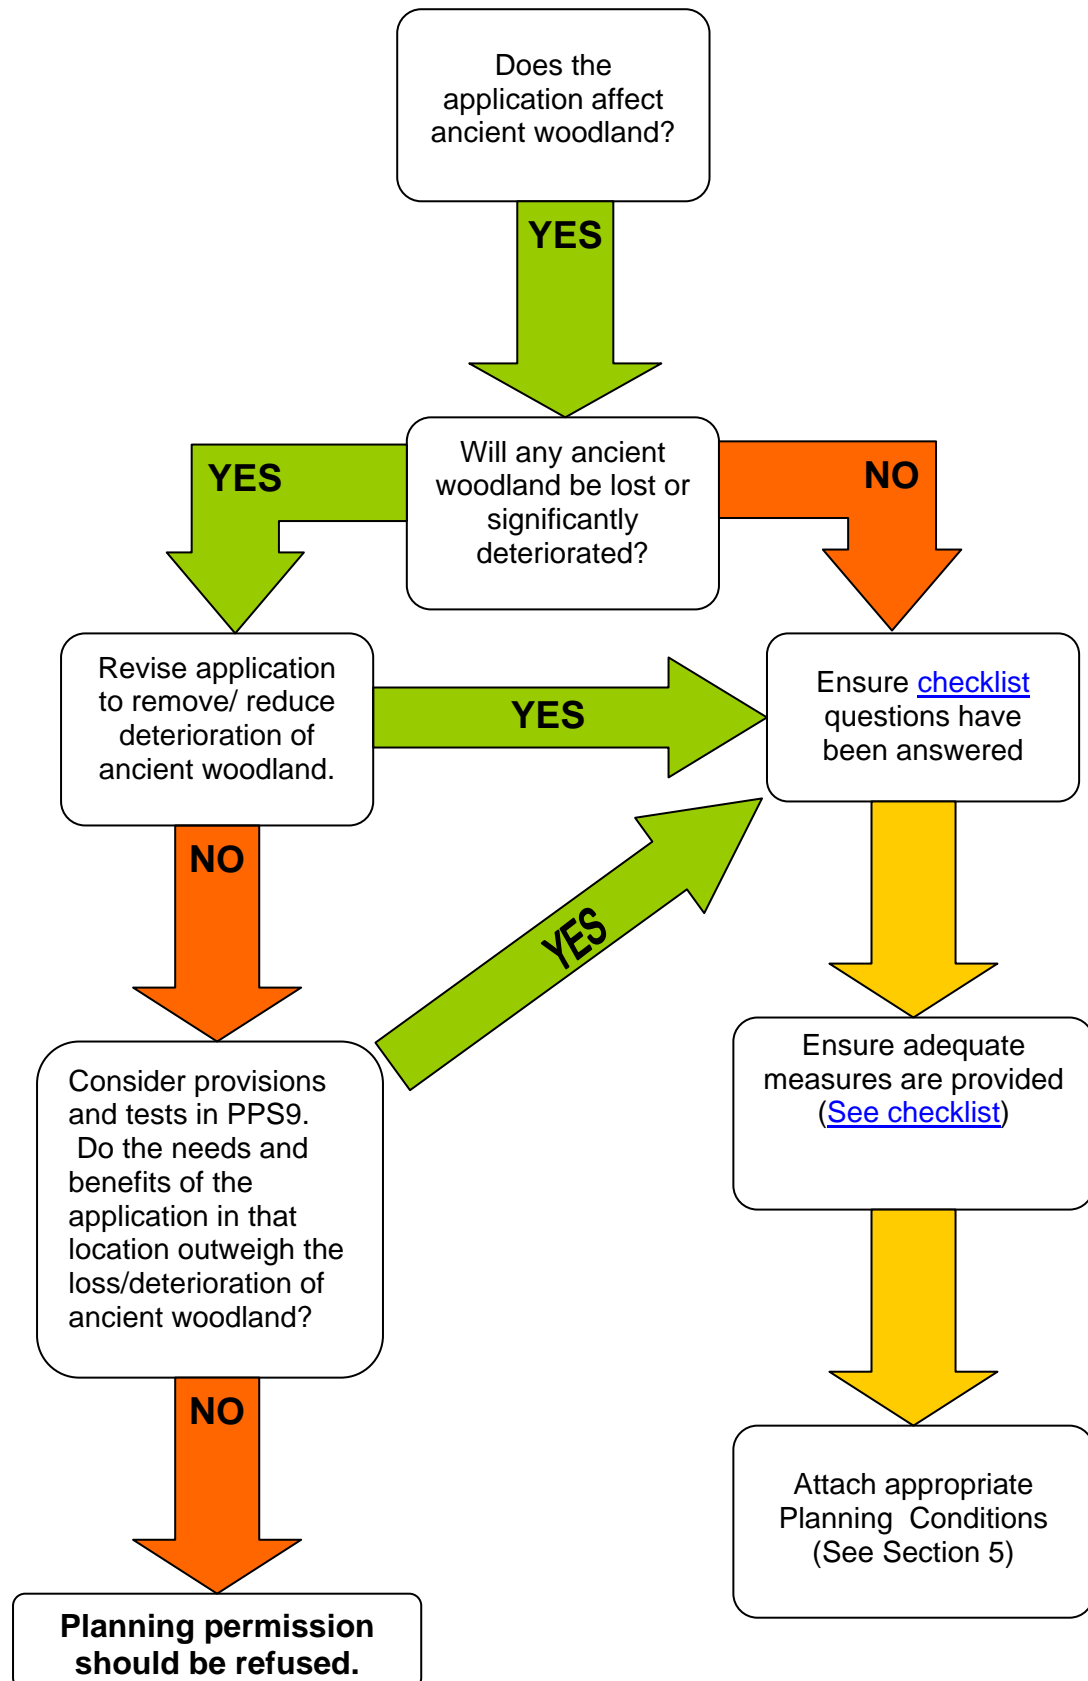 Does the
application affect
ancient woodland?
YES
Will any ancient
woodland be lost or
significantly
deteriorated?
YES
NO
Revise application
to remove/ reduce
deterioration of
ancient woodland.
YES
Ensure checklist
questions have
been answered
NO
YES
Consider provisions
and tests in PPS9.
Do the needs and
benefits of the
application in that
location outweigh the
loss/deterioration of
ancient woodland?
Ensure adequate
measures are provided
(See checklist)
NO
Attach appropriate
Planning Conditions
(See Section 5)
Planning permission
should be refused.